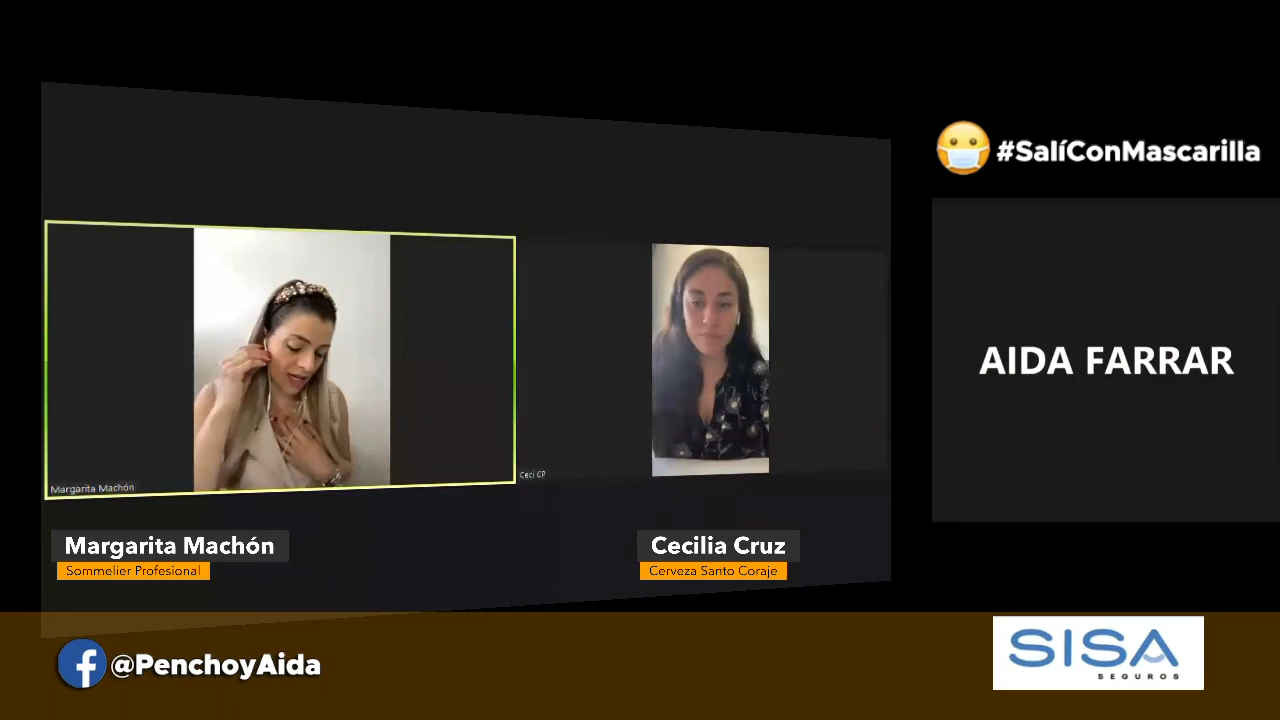 #SalíConMascarilla
AIDA FARRAR
Margarita Machón
Ceci CP
Margarita Machón
Sommelier Profesional
Cecilia Cruz
Cerveza Santo Coraje
@PenchoyAida
SISA
SEGUROS